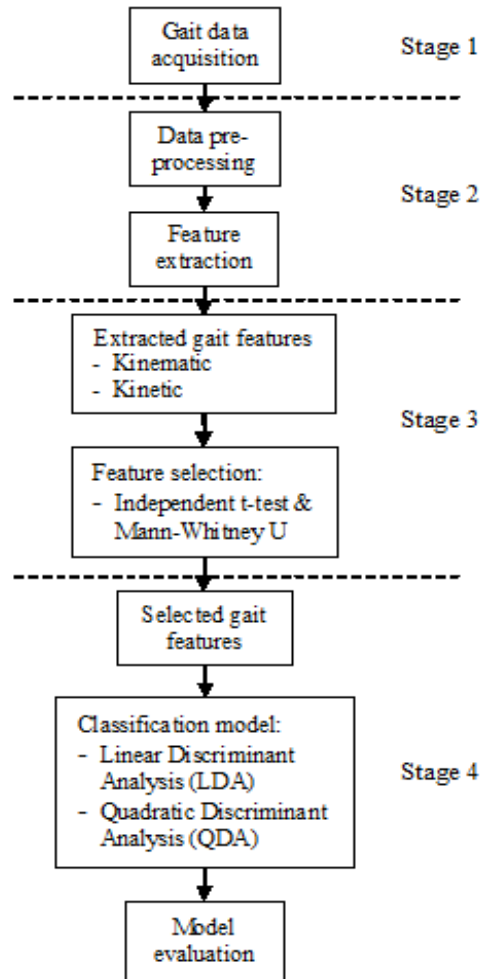 Gait data
acquisition
Stage 1
Data pre-
processing
Stage 2
Feature
extraction
Extracted gait features
- Kinematic
- Kinetic
Stage 3
Feature selection:
- Independent t-test &
Mann-Whitney U
Selected gait
features
Classification model:
- Linear Discriminant
Analysis (LDA)
- Quadratic Discriminant
Analysis (QDA)
Stage 4
Model
evaluation